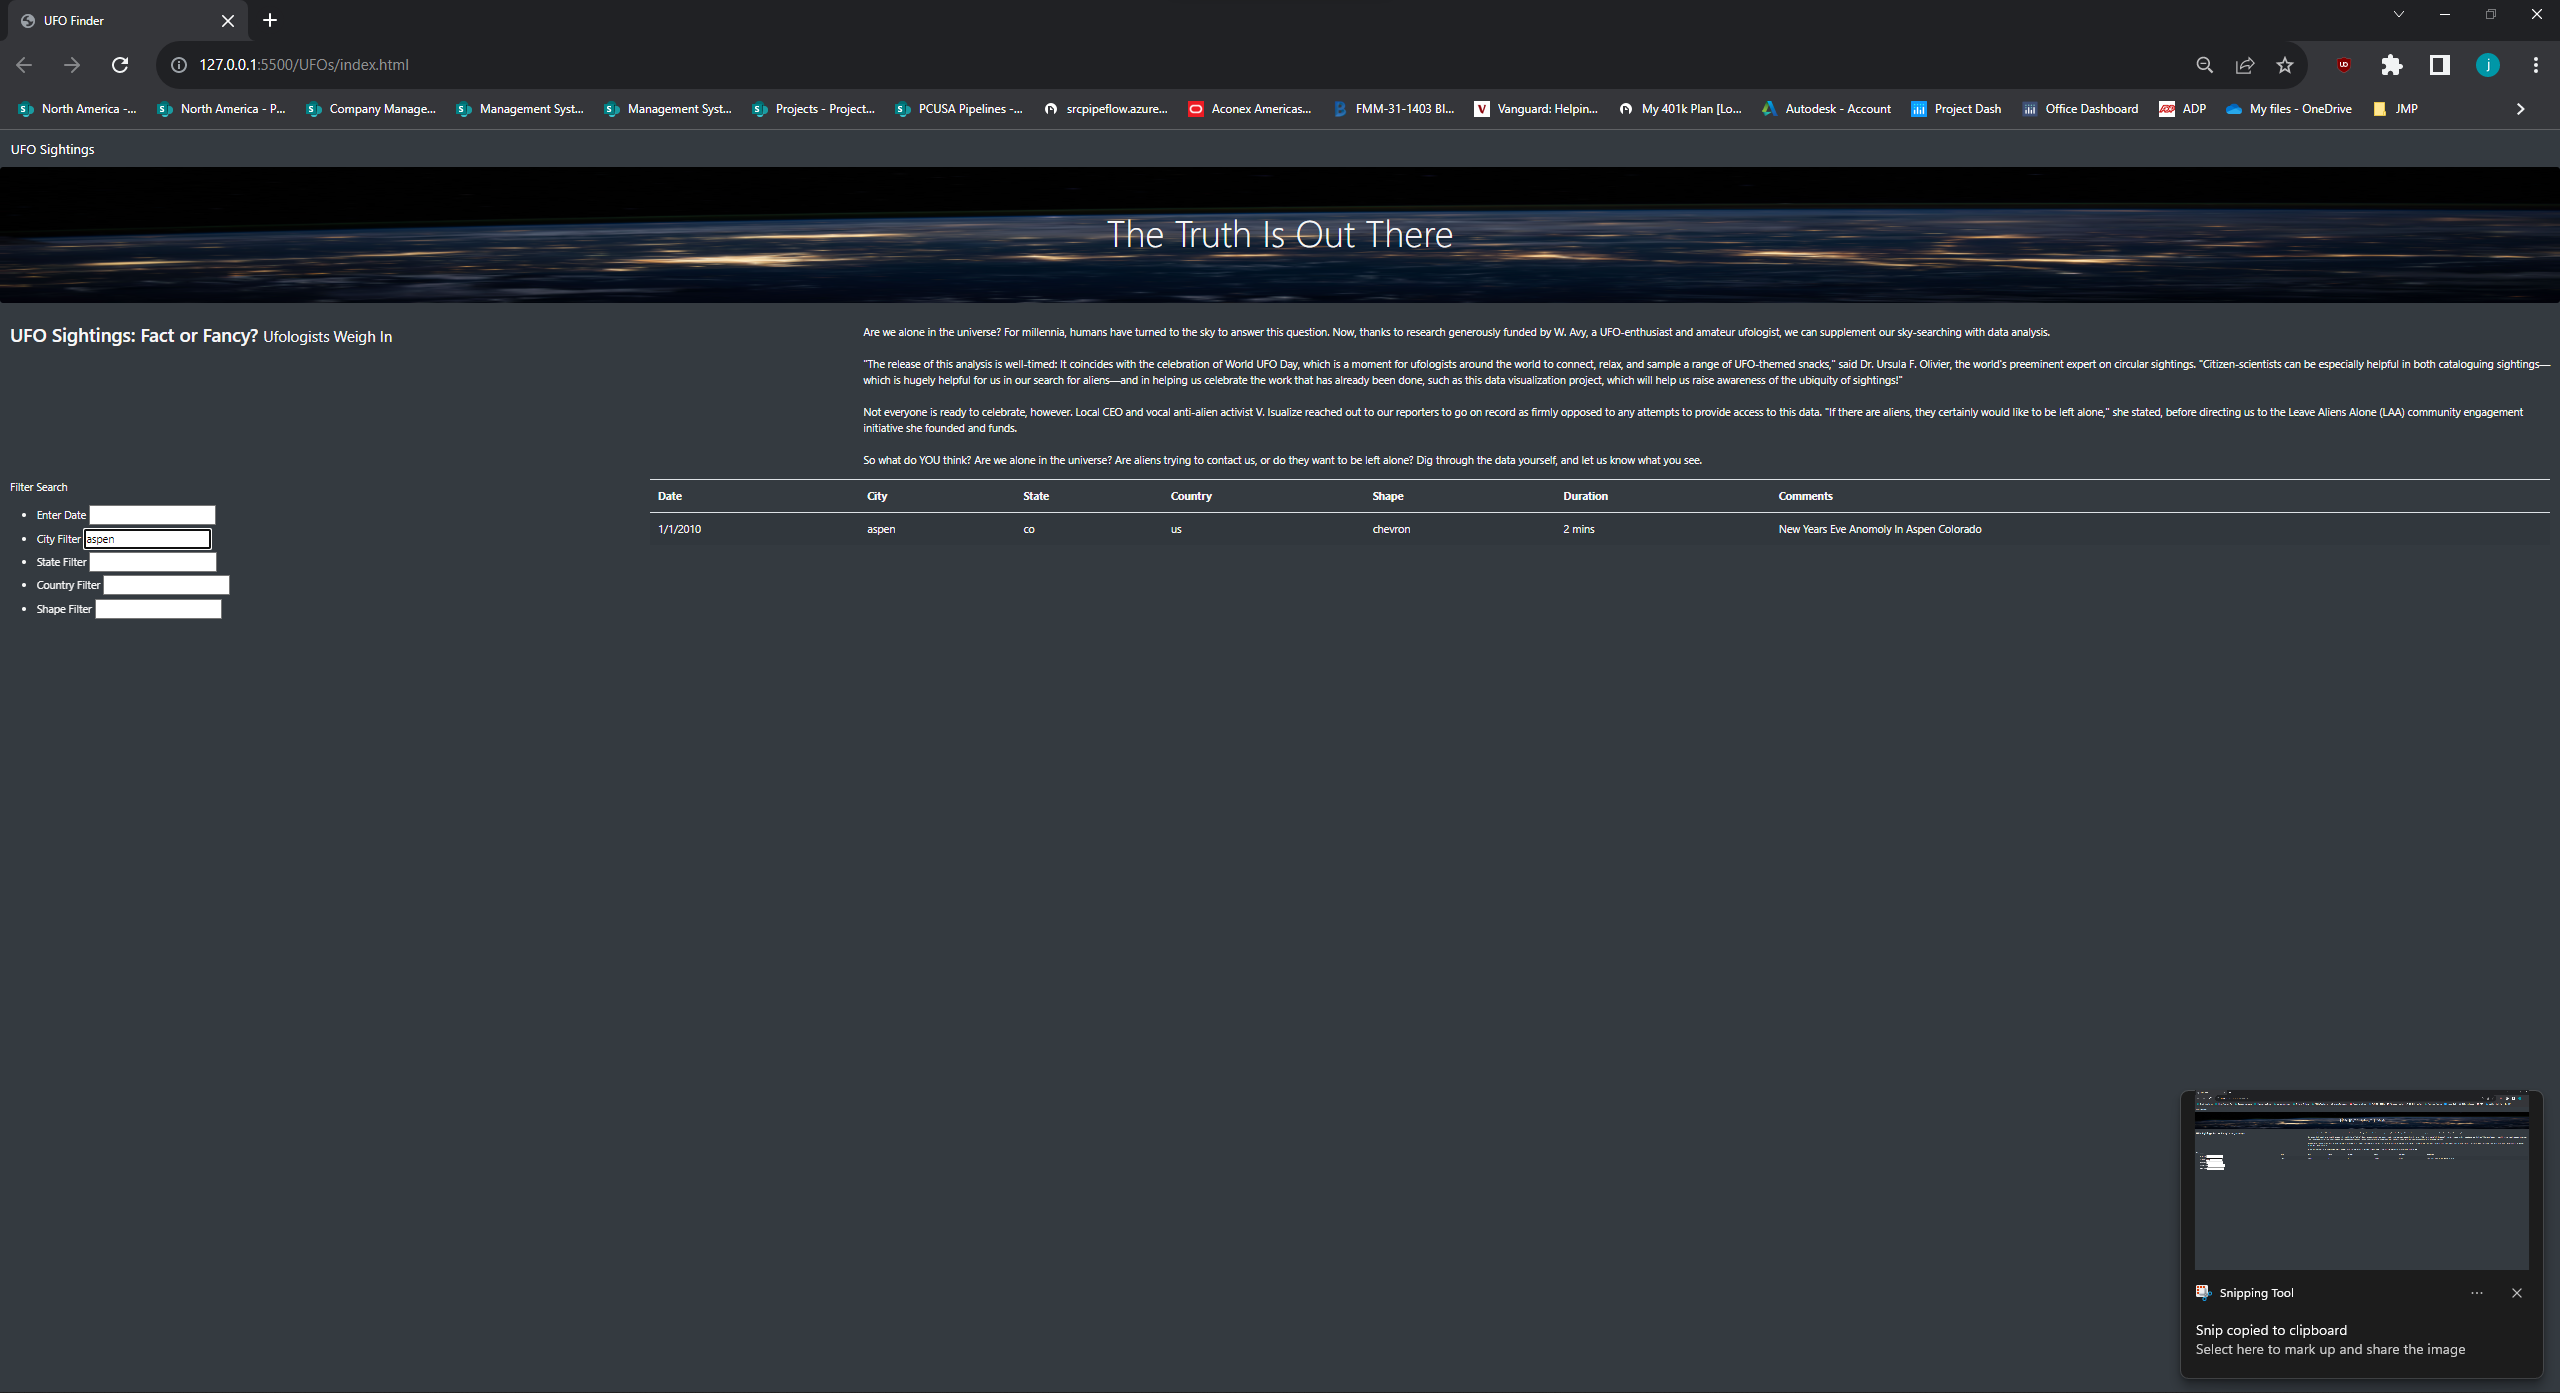 UFO Finder
127.0.0.1:5500/UFOs/index.html
North America -... North America - P... Company Manage... Management Syst... Management Syst... Projects - Project... PCUSA Pipelines -... srcpipeflow.azure... Aconex Americas... FMM-31-1403 Bl... Vanguard: Helpin... My 401k Plan [Lo... Autodesk - Account Project Dash Office Dashboard ADP My files - OneDrive JMP
UFO Sightings
The Truth Is Out There
UFO Sightings: Fact or Fancy? Ufologists Weigh In
Are we alone in the universe? For millennia, humans have turned to the sky to answer this question. Now, thanks to research generously funded by W. Avy, a UFO-enthusiast and amateur ufologist, we can supplement our sky-searching with data analysis.
"The release of this analysis is well-timed: It coincides with the celebration of World UFO Day, which is a moment for ufologists around the world to connect, relax, and sample a range of UFO-themed snacks," said Dr. Ursula F. Olivier, the world's preeminent expert on circular sightings. "Citizen-scientists can be especially helpful in both cataloguing sightings—
which is hugely helpful for us in our search for aliens—and in helping us celebrate the work that has already been done, such as this data visualization project, which will help us raise awareness of the ubiquity of sightings!"
Not everyone is ready to celebrate, however. Local CEO and vocal anti-alien activist V. Isualize reached out to our reporters to go on record as firmly opposed to any attempts to provide access to this data. "If there are aliens, they certainly would like to be left alone," she stated, before directing us to the Leave Aliens Alone (LAA) community engagement
initiative she founded and funds.
So what do YOU think? Are we alone in the universe? Are aliens trying to contact us, or do they want to be left alone? Dig through the data yourself, and let us know what you see.
Filter Search
Enter Date
City Filter aspen
State Filter
Country Filter
Shape Filter
Date City State Country Shape Duration Comments
1/1/2010 aspen co us chevron 2 mins New Years Eve Anomoly In Aspen Colorado
Snipping Tool
Snip copied to clipboard
Select here to mark up and share the image